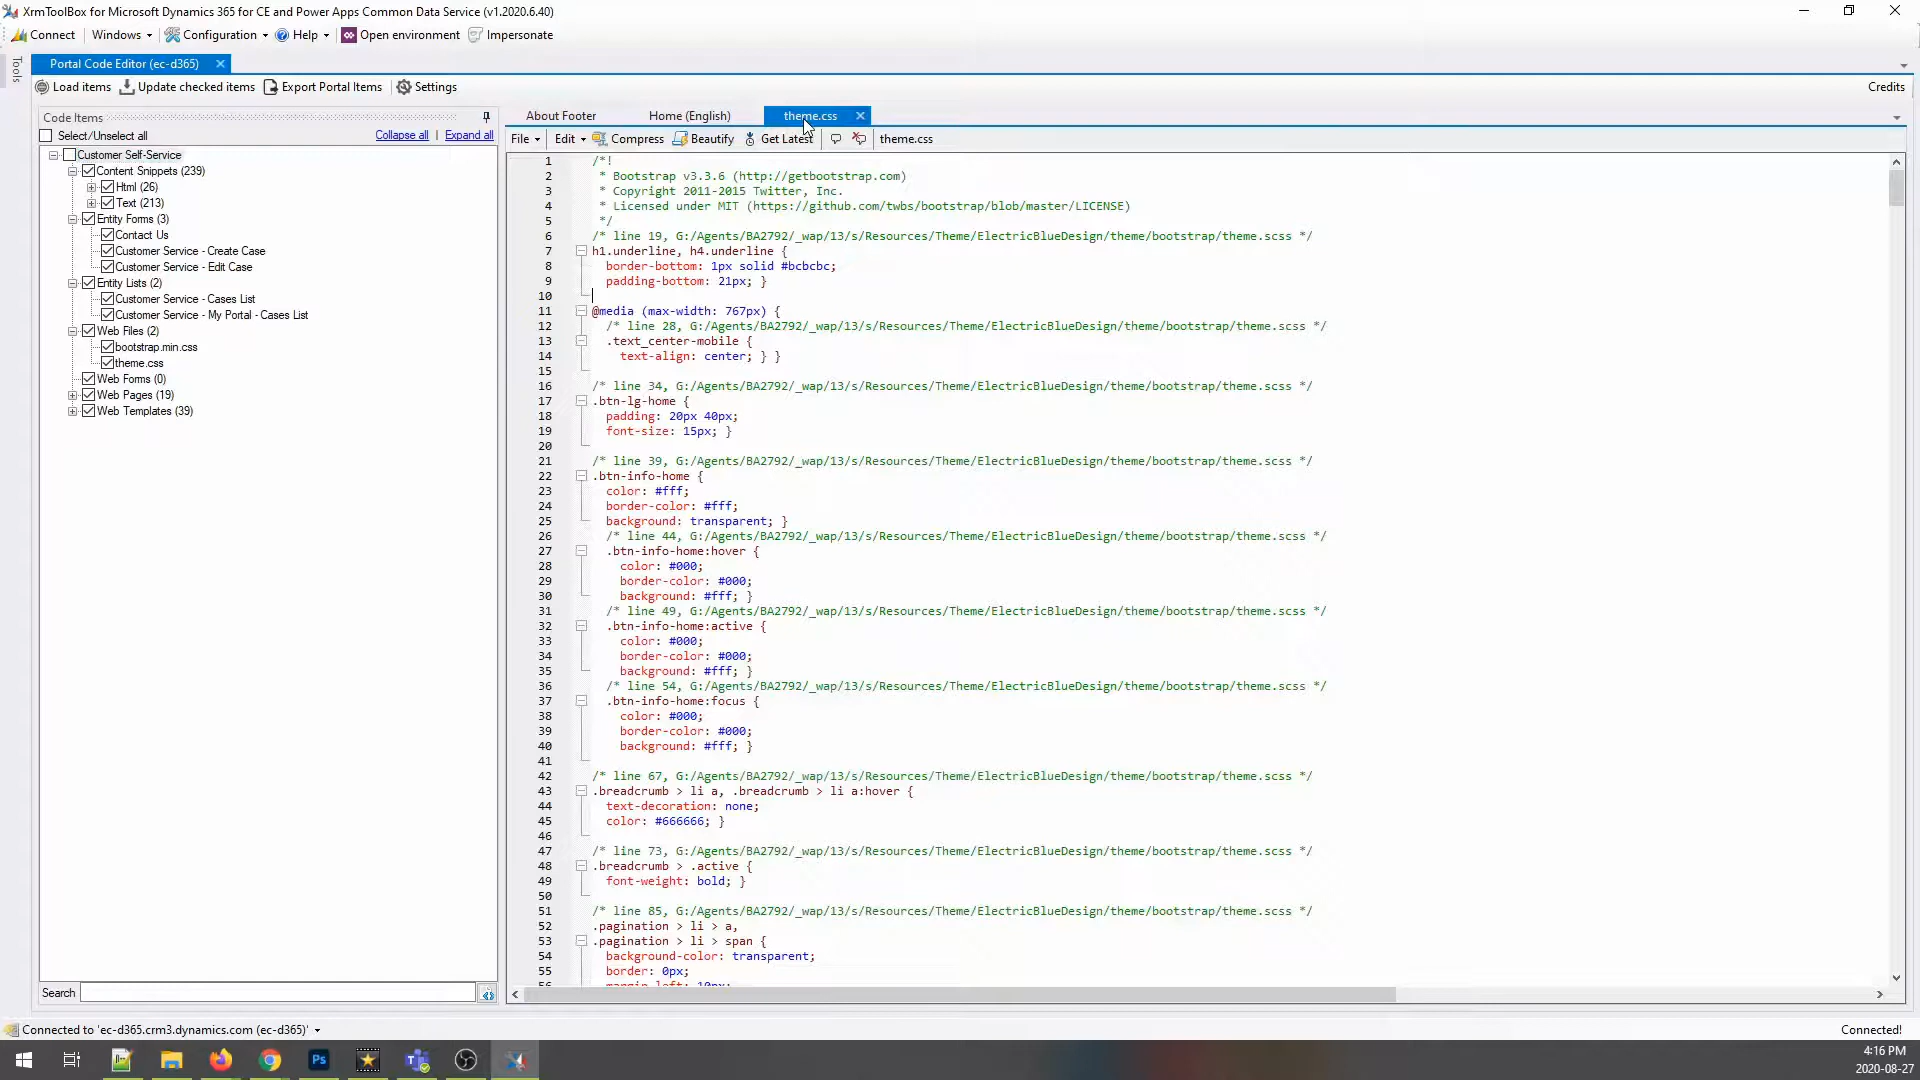 XrmToolBox for Microsoft Dynamics 365 for CE and Power Apps Common Data Service (v1.2020.6.40)
Connect Windows Configuration Help Open environment Impersonate
Tools
Portal Code Editor (ec-d365)
Load items Update checked items Export Portal Items Settings Credits
Code Items
Select/Unselect all Collapse all | Expand all
Customer Self-Service
Content Snippets (239)
Html (26)
Text (213)
Entity Forms (3)
Contact Us
Customer Service - Create Case
Customer Service - Edit Case
Entity Lists (2)
Customer Service - Cases List
Customer Service - My Portal - Cases List
Web Files (2)
bootstrap.min.css
theme.css
Web Forms (0)
Web Pages (19)
Web Templates (39)
Search
About Footer Home (English) theme.css
File Edit Compress Beautify Get Latest theme.css
1 /*!
2 * Bootstrap v3.3.6 (http://getbootstrap.com)
3 * Copyright 2011-2015 Twitter, Inc.
4 * Licensed under MIT (https://github.com/twbs/bootstrap/blob/master/LICENSE)
5 */
6 /* line 19, G:/Agents/BA2792/_wap/13/s/Resources/Theme/ElectricBlueDesign/theme/bootstrap/theme.scss */
7 h1.underline, h4.underline {
8 border-bottom: 1px solid #bcbcbc;
9 padding-bottom: 21px; }
10
11 @media (max-width: 767px) {
12 /* line 28, G:/Agents/BA2792/_wap/13/s/Resources/Theme/ElectricBlueDesign/theme/bootstrap/theme.scss */
13 .text_center-mobile {
14 text-align: center; } }
15
16 /* line 34, G:/Agents/BA2792/_wap/13/s/Resources/Theme/ElectricBlueDesign/theme/bootstrap/theme.scss */
17 .btn-lg-home {
18 padding: 20px 40px;
19 font-size: 15px; }
20
21 /* line 39, G:/Agents/BA2792/_wap/13/s/Resources/Theme/ElectricBlueDesign/theme/bootstrap/theme.scss */
22 .btn-info-home {
23 color: #fff;
24 border-color: #fff;
25 background: transparent; }
26 /* line 44, G:/Agents/BA2792/_wap/13/s/Resources/Theme/ElectricBlueDesign/theme/bootstrap/theme.scss */
27 .btn-info-home:hover {
28 color: #000;
29 border-color: #000;
30 background: #fff; }
31 /* line 49, G:/Agents/BA2792/_wap/13/s/Resources/Theme/ElectricBlueDesign/theme/bootstrap/theme.scss */
32 .btn-info-home:active {
33 color: #000;
34 border-color: #000;
35 background: #fff; }
36 /* line 54, G:/Agents/BA2792/_wap/13/s/Resources/Theme/ElectricBlueDesign/theme/bootstrap/theme.scss */
37 .btn-info-home:focus {
38 color: #000;
39 border-color: #000;
40 background: #fff; }
41
42 /* line 67, G:/Agents/BA2792/_wap/13/s/Resources/Theme/ElectricBlueDesign/theme/bootstrap/theme.scss */
43 .breadcrumb > li a, .breadcrumb > li a:hover {
44 text-decoration: none;
45 color: #666666; }
46
47 /* line 73, G:/Agents/BA2792/_wap/13/s/Resources/Theme/ElectricBlueDesign/theme/bootstrap/theme.scss */
48 .breadcrumb > .active {
49 font-weight: bold; }
50
51 /* line 85, G:/Agents/BA2792/_wap/13/s/Resources/Theme/ElectricBlueDesign/theme/bootstrap/theme.scss */
52 .pagination > li > a,
53 .pagination > li > span {
54 background-color: transparent;
55 border: 0px;
56 margin-left: 10px;
Connected to 'ec-d365.crm3.dynamics.com (ec-d365)' Connected!
Ps
4:16 PM
2020-08-27